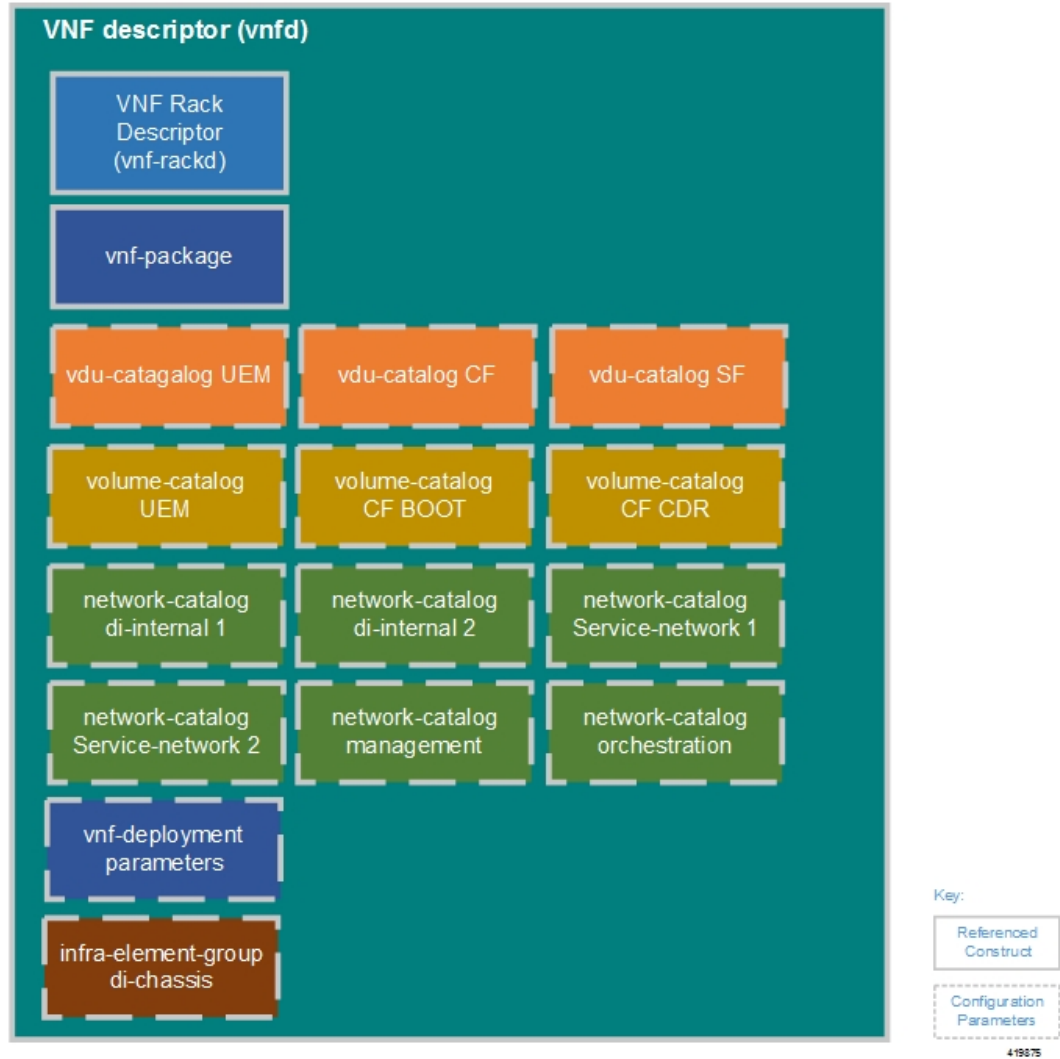 VNF descriptor (vnfd)
VNF Rack
Descriptor
(vnf-rackd)
vnf-package
vdu-catagalog UEM
vdu-catalog CF
vdu-catalog SF
volume-catalog
UEM
volume-catalog
CF BOOT
volume-catalog
CF CDR
network-catalog
di-internal 1
network-catalog
di-internal 2
network-catalog
Service-network 1
network-catalog
Service-network 2
network-catalog
management
network-catalog
orchestration
vnf-deployment
parameters
infra-element-group
di-chassis
Key:
Referenced
Construct
Configuration
Parameters
419875